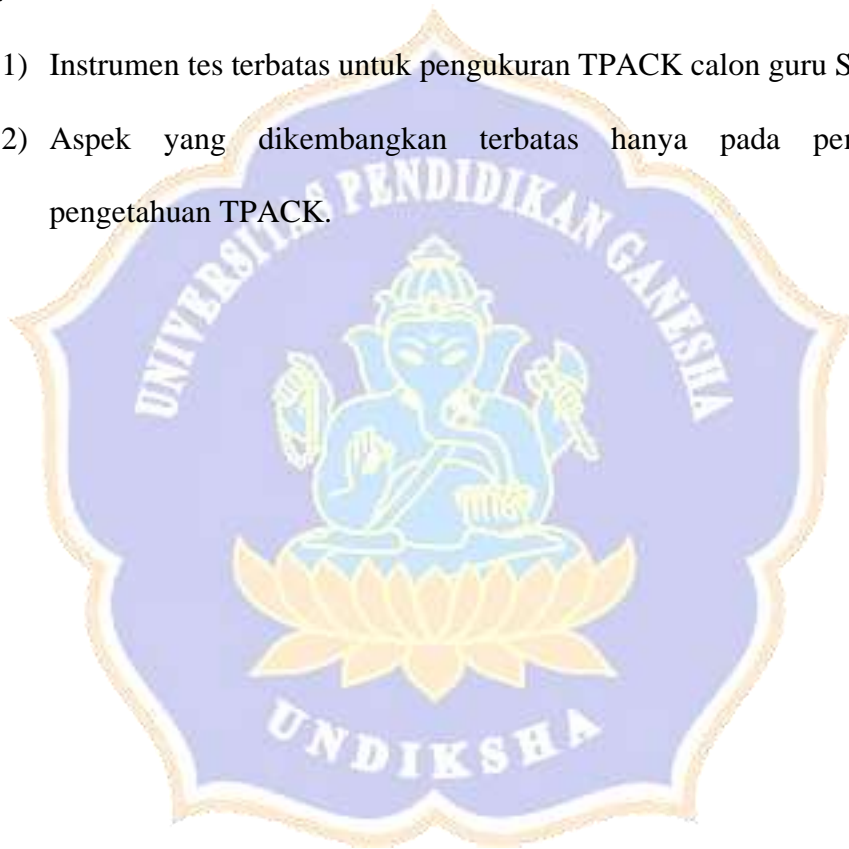 1) Instrumen tes terbatas untuk pengukuran TPACK calon guru S
2) Aspek yang dikembangkan terbatas hanya pada per
pengetahuan TPACK.
UNIVERSITAS PENDIDIKAN GANESHA
UNDIKSHA